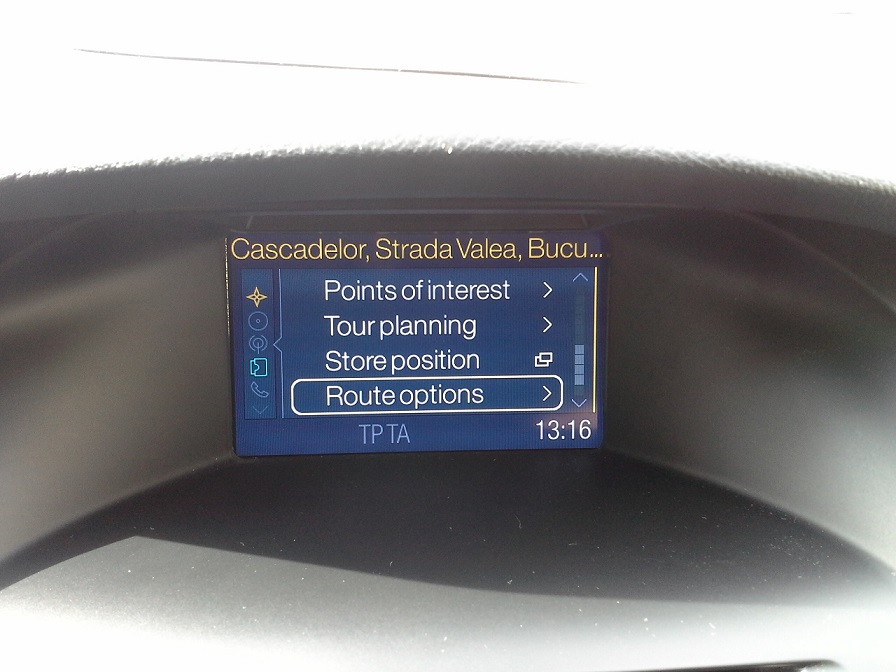 Cascadelor, Strada Valea, Bucu...
Points of interest
Tour planning
Store position
Route options
TP TA
13:16